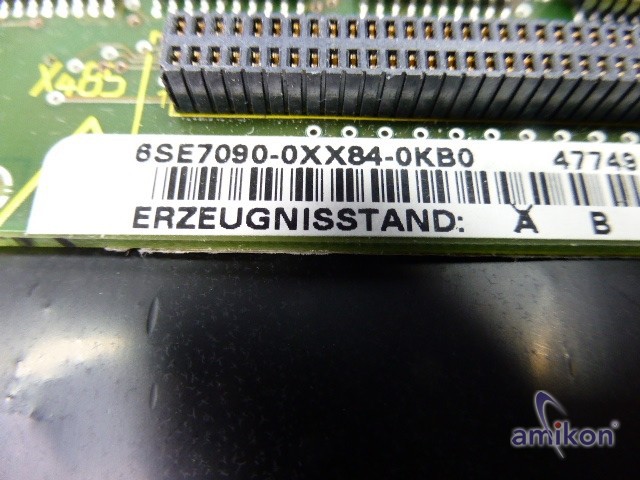 X485
6SE7090-0XX84-0KB0 47749
ERZEUGNISSTAND: A B
amikon